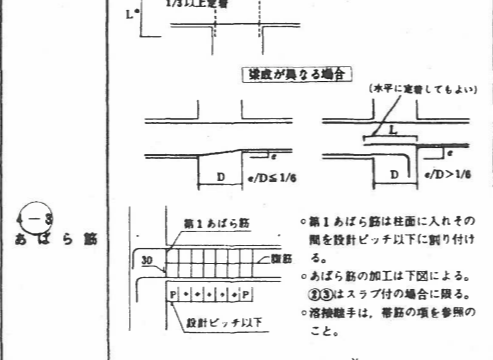 1/3以上定着
L
梁底が異なる場合
(水平に定着してもよい)
L
e
e
D
e/D≦1/6
D
e/D>1/6
4-3
あばら筋
第1あばら筋
30
腹筋
P
P
設計ピッチ以下
○第1あばら筋は柱面に入れその
間を設計ピッチ以下に割り付け
る。
○あばら筋の加工は下図による。
②③はスラブ付の場合に限る。
○溶接継手は、帯筋の項を参照の
こと。